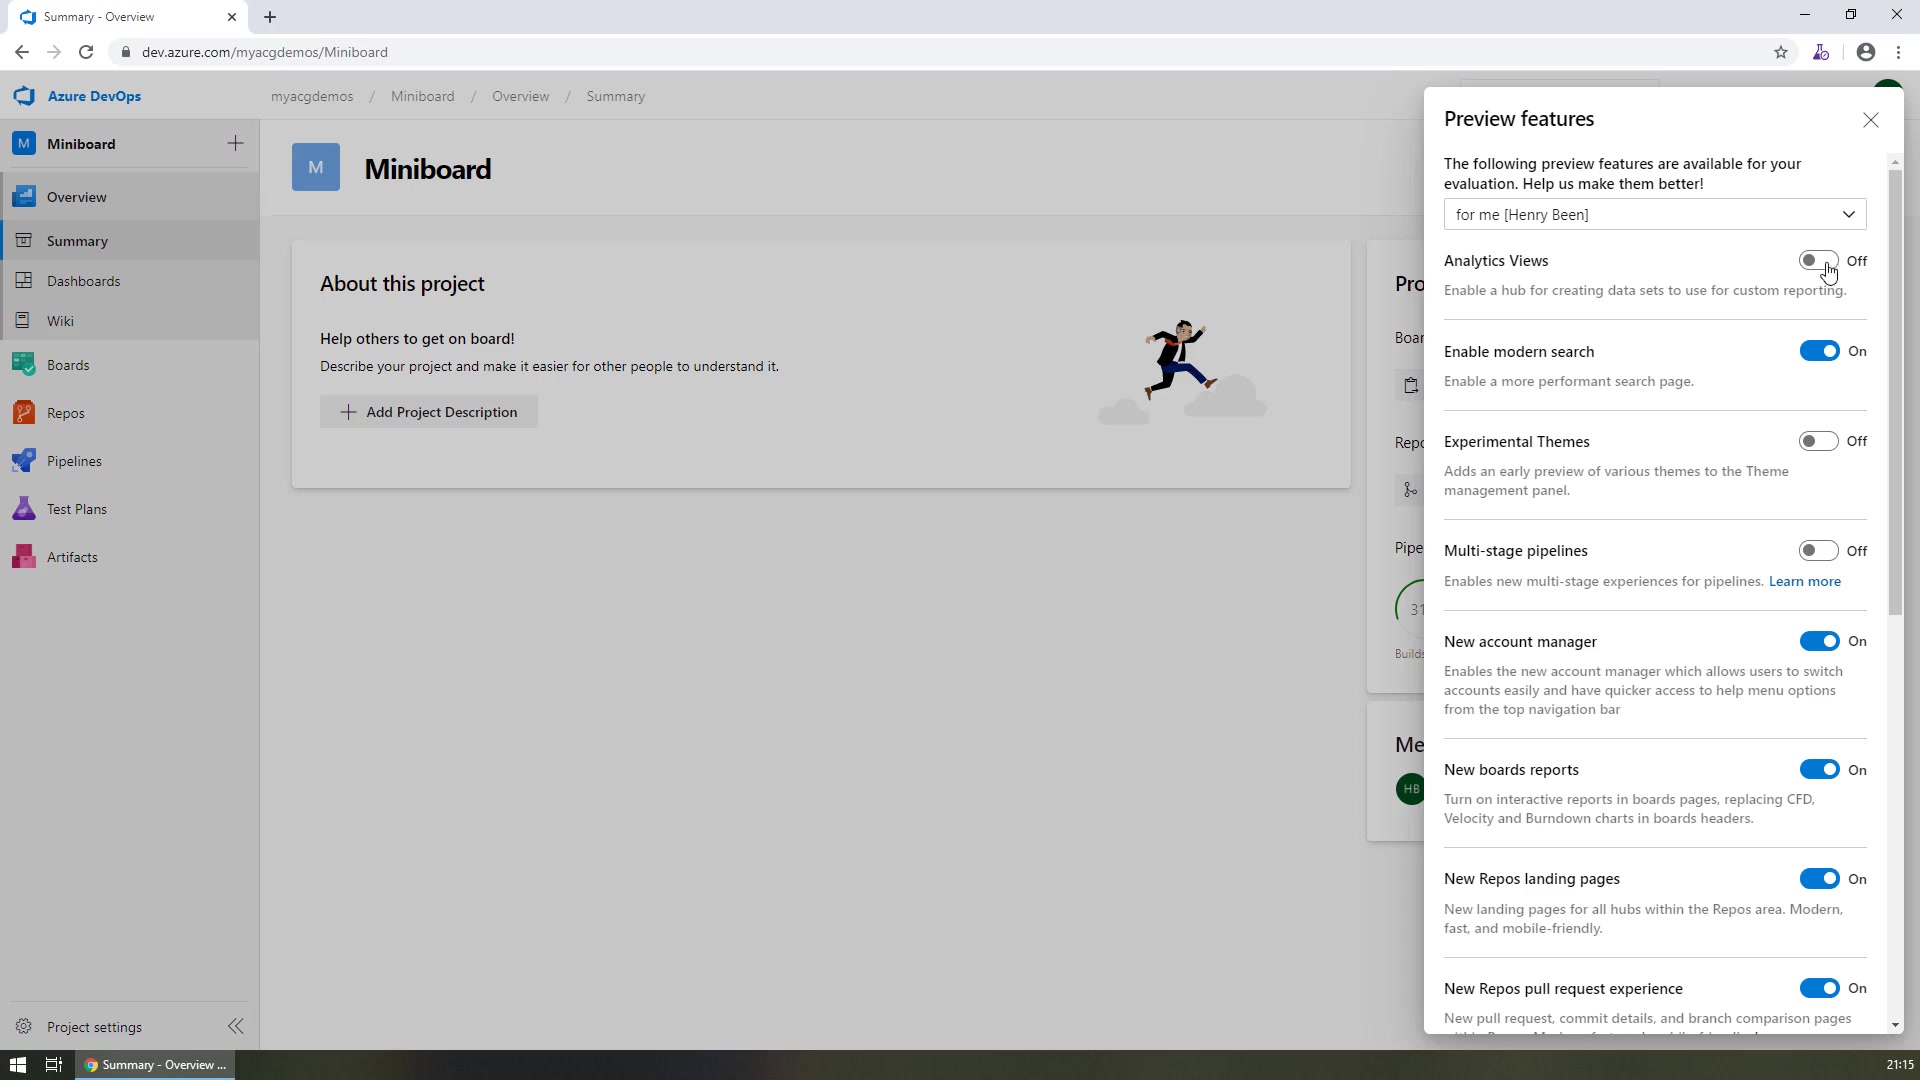 Summary - Overview
dev.azure.com/myacgdemos/Miniboard
Azure DevOps
myacgdemos / Miniboard / Overview / Summary
M Miniboard
Overview
Summary
Dashboards
Wiki
Boards
Repos
Pipelines
Test Plans
Artifacts
Project settings
M Miniboard
About this project
Help others to get on board!
Describe your project and make it easier for other people to understand it.
Add Project Description
Pro
Boar
Repo
Pipe
31
Builds
Me
HB
Preview features
The following preview features are available for your
evaluation. Help us make them better!
for me [Henry Been]
Analytics Views Off
Enable a hub for creating data sets to use for custom reporting.
Enable modern search On
Enable a more performant search page.
Experimental Themes Off
Adds an early preview of various themes to the Theme
management panel.
Multi-stage pipelines Off
Enables new multi-stage experiences for pipelines. Learn more
New account manager On
Enables the new account manager which allows users to switch
accounts easily and have quicker access to help menu options
from the top navigation bar
New boards reports On
Turn on interactive reports in boards pages, replacing CFD,
Velocity and Burndown charts in boards headers.
New Repos landing pages On
New landing pages for all hubs within the Repos area. Modern,
fast, and mobile-friendly.
New Repos pull request experience On
New pull request, commit details, and branch comparison pages
Summary - Overview ...
21:15